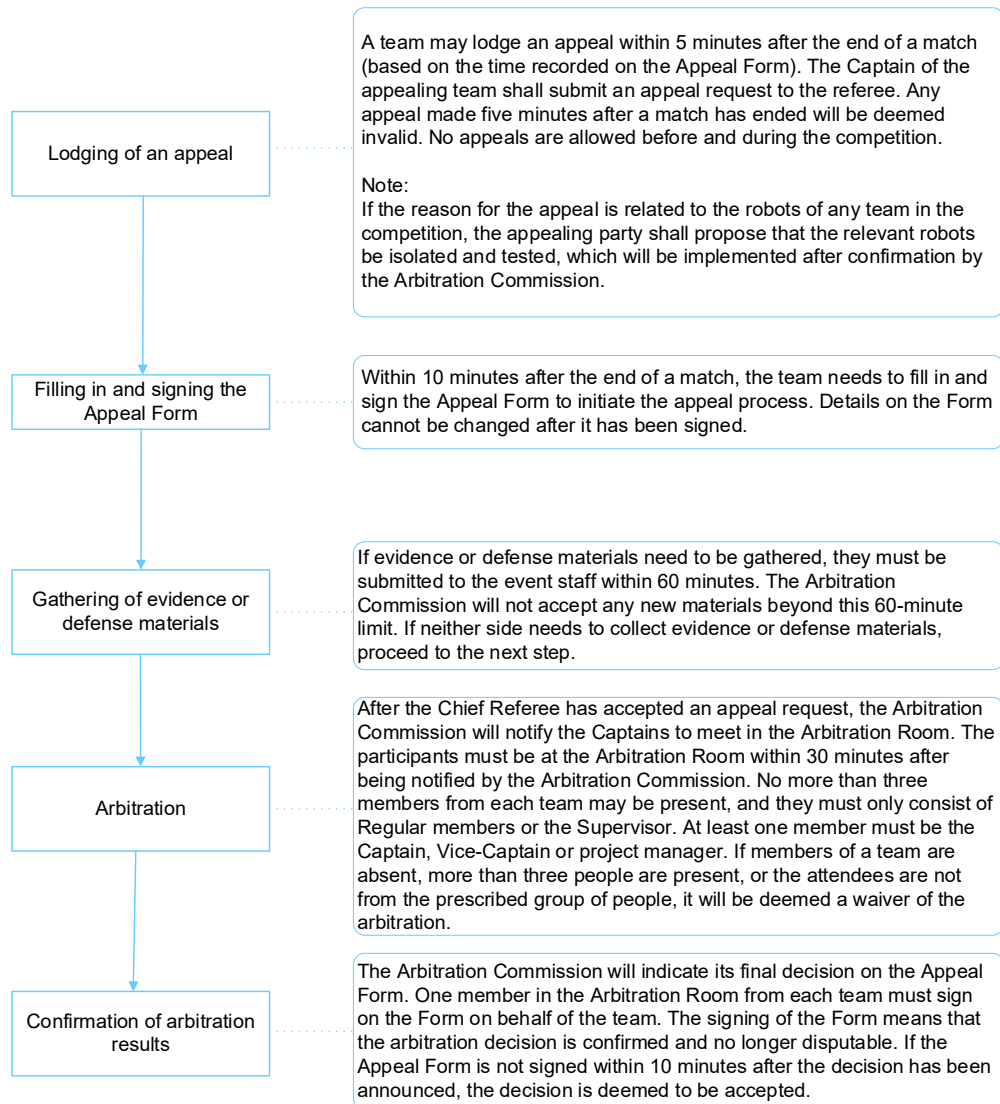 Lodging of an appeal
A team may lodge an appeal within 5 minutes after the end of a match
(based on the time recorded on the Appeal Form). The Captain of the
appealing team shall submit an appeal request to the referee. Any
appeal made five minutes after a match has ended will be deemed
invalid. No appeals are allowed before and during the competition.
Note:
If the reason for the appeal is related to the robots of any team in the
competition, the appealing party shall propose that the relevant robots
be isolated and tested, which will be implemented after confirmation by
the Arbitration Commission.
Filling in and signing the
Appeal Form
Within 10 minutes after the end of a match, the team needs to fill in and
sign the Appeal Form to initiate the appeal process. Details on the Form
cannot be changed after it has been signed.
Gathering of evidence or
defense materials
If evidence or defense materials need to be gathered, they must be
submitted to the event staff within 60 minutes. The Arbitration
Commission will not accept any new materials beyond this 60-minute
limit. If neither side needs to collect evidence or defense materials,
proceed to the next step.
Arbitration
After the Chief Referee has accepted an appeal request, the Arbitration
Commission will notify the Captains to meet in the Arbitration Room. The
participants must be at the Arbitration Room within 30 minutes after
being notified by the Arbitration Commission. No more than three
members from each team may be present, and they must only consist of
Regular members or the Supervisor. At least one member must be the
Captain, Vice-Captain or project manager. If members of a team are
absent, more than three people are present, or the attendees are not
from the prescribed group of people, it will be deemed a waiver of the
arbitration.
Confirmation of arbitration
results
The Arbitration Commission will indicate its final decision on the Appeal
Form. One member in the Arbitration Room from each team must sign
on the Form on behalf of the team. The signing of the Form means that
the arbitration decision is confirmed and no longer disputable. If the
Appeal Form is not signed within 10 minutes after the decision has been
announced, the decision is deemed to be accepted.